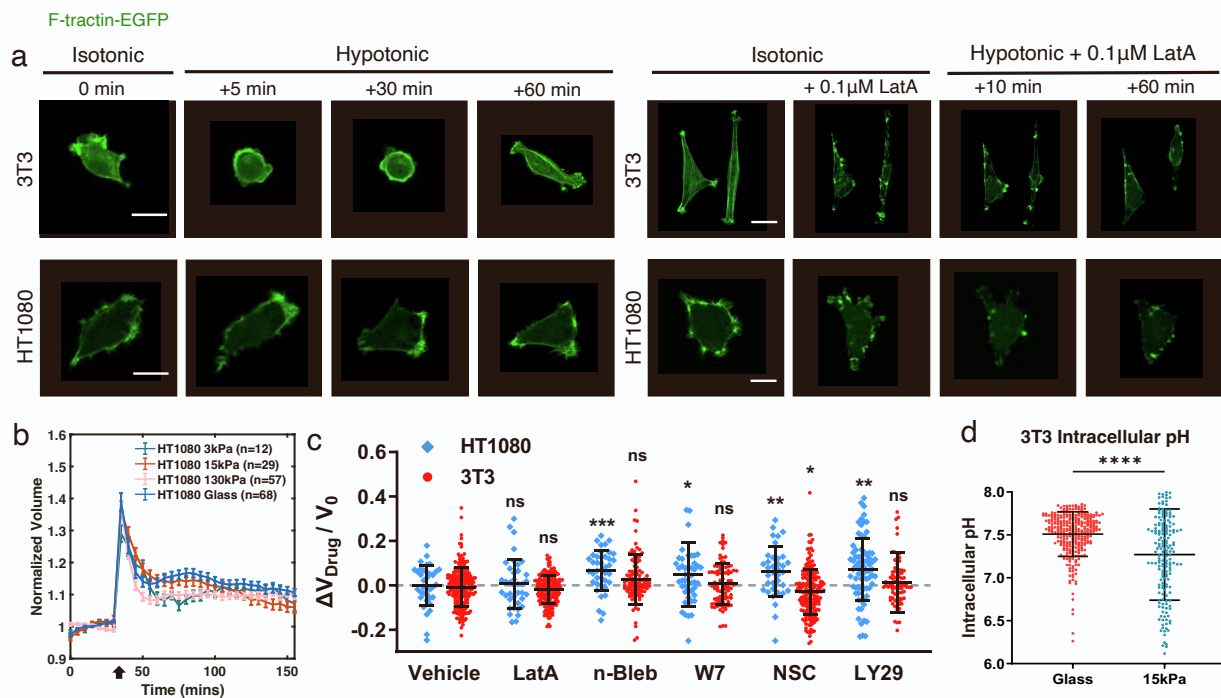 F-tractin-EGFP
a
Isotonic
Hypotonic
0 min
+5 min
+30 min
+60 min
3T3
HT1080
Isotonic
Hypotonic + 0.1µM LatA
+ 0.1µM LatA
+10 min
+60 min
3T3
HT1080
b
Normalized Volume
1.6
1.5
1.4
1.3
1.2
1.1
1
0.9
HT1080 3kPa (n=12)
HT1080 15kPa (n=29)
HT1080 130kPa (n=57)
HT1080 Glass (n=68)
0
50
100
150
Time (mins)
c
ΔVDrug / V0
0.6
0.4
0.2
0.0
-0.2
HT1080
3T3
ns
ns
***
ns
*
ns
**
*
**
ns
Vehicle
LatA
n-Bleb
W7
NSC
LY29
d
3T3 Intracellular pH
****
Intracellular pH
8.0
7.5
7.0
6.5
6.0
Glass
15kPa